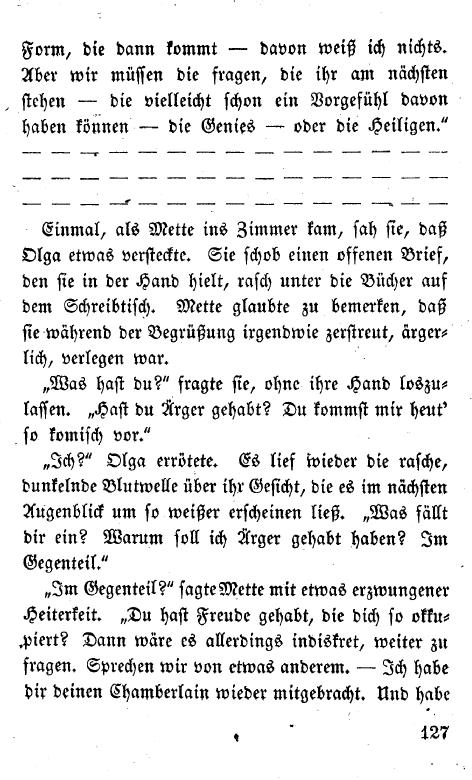 Form, die dann kommt — davon weiß ich nichts.
Aber wir müssen die fragen, die ihr am nächsten
stehen — die vielleicht schon ein Vorgefühl davon
haben können — die Genies — oder die Heiligen.“
— — — — — — — — — — — — — —
— — — — — — — — — — — — — —
— — — — — — — — — — — — — —
Einmal, als Mette ins Zimmer kam, sah sie, daß
Olga etwas versteckte. Sie schob einen offenen Brief,
den sie in der Hand hielt, rasch unter die Bücher auf
dem Schreibtisch. Mette glaubte zu bemerken, daß
sie während der Begrüßung irgendwie zerstreut, ärger-
lich, verlegen war.
„Was hast du?“ fragte sie, ohne ihre Hand loszu-
lassen. „Hast du Ärger gehabt? Du kommst mir heut’
so komisch vor.“
„Ich?“ Olga errötete. Es lief wieder die rasche,
dunkelnde Blutwelle über ihr Gesicht, die es im nächsten
Augenblick um so weißer erscheinen ließ. „Was fällt
dir ein? Warum soll ich Ärger gehabt haben? Im
Gegenteil.“
„Im Gegenteil?“ sagte Mette mit etwas erzwungener
Heiterkeit. „Du hast Freude gehabt, die dich so okku-
piert? Dann wäre es allerdings indiskret, weiter zu
fragen. Sprechen wir von etwas anderem. — Ich habe
dir deinen Chamberlain wieder mitgebracht. Und habe
127